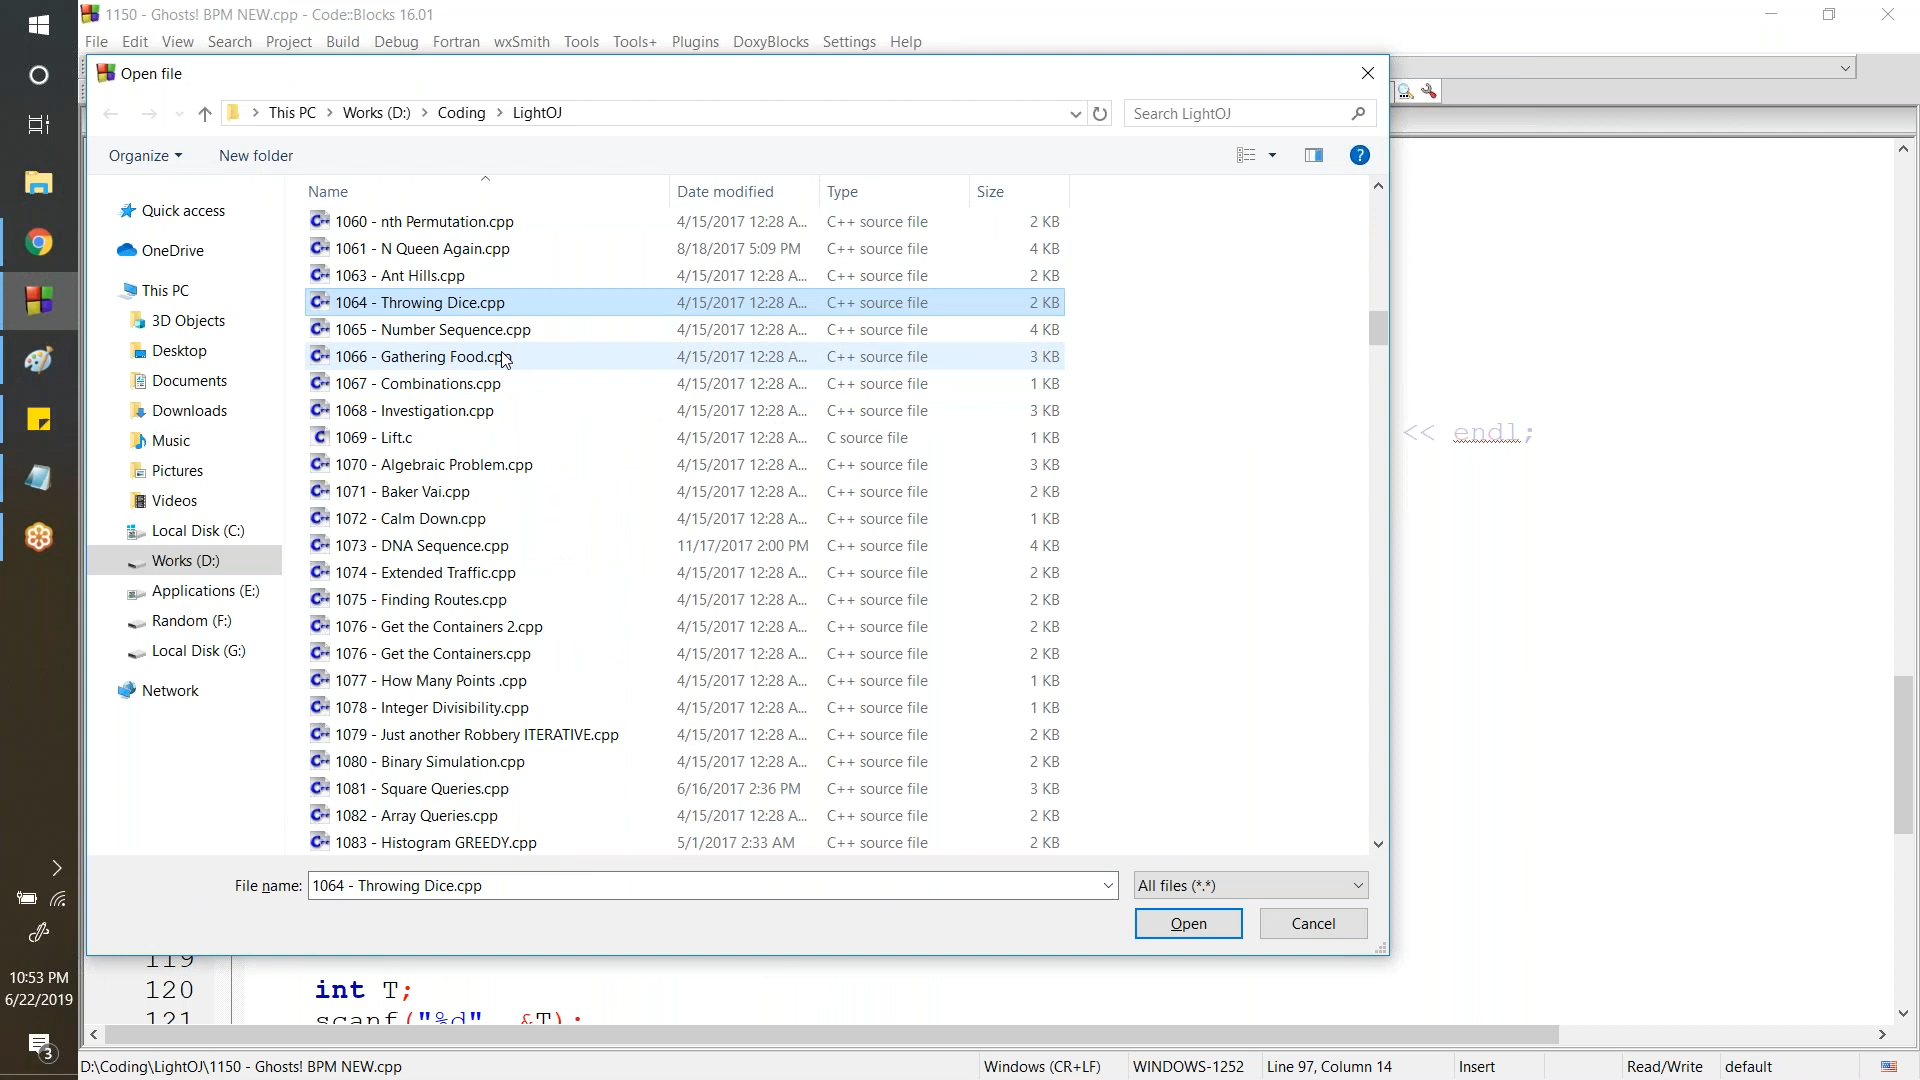 1150 - Ghosts! BPM NEW.cpp - Code::Blocks 16.01
File Edit View Search Project Build Debug Fortran wxSmith Tools Tools+ Plugins DoxyBlocks Settings Help
Open file
This PC > Works (D:) > Coding > LightOJ
Search LightOJ
Organize
New folder
Name Date modified Type Size
Quick access
OneDrive
This PC
3D Objects
Desktop
Documents
Downloads
Music
Pictures
Videos
Local Disk (C:)
Works (D:)
Applications (E:)
Random (F:)
Local Disk (G:)
Network
1060 - nth Permutation.cpp 4/15/2017 12:28 A... C++ source file 2 KB
1061 - N Queen Again.cpp 8/18/2017 5:09 PM C++ source file 4 KB
1063 - Ant Hills.cpp 4/15/2017 12:28 A... C++ source file 2 KB
1064 - Throwing Dice.cpp 4/15/2017 12:28 A... C++ source file 2 KB
1065 - Number Sequence.cpp 4/15/2017 12:28 A... C++ source file 4 KB
1066 - Gathering Food.cpp 4/15/2017 12:28 A... C++ source file 3 KB
1067 - Combinations.cpp 4/15/2017 12:28 A... C++ source file 1 KB
1068 - Investigation.cpp 4/15/2017 12:28 A... C++ source file 3 KB
1069 - Lift.c 4/15/2017 12:28 A... C source file 1 KB
1070 - Algebraic Problem.cpp 4/15/2017 12:28 A... C++ source file 3 KB
1071 - Baker Vai.cpp 4/15/2017 12:28 A... C++ source file 2 KB
1072 - Calm Down.cpp 4/15/2017 12:28 A... C++ source file 1 KB
1073 - DNA Sequence.cpp 11/17/2017 2:00 PM C++ source file 4 KB
1074 - Extended Traffic.cpp 4/15/2017 12:28 A... C++ source file 2 KB
1075 - Finding Routes.cpp 4/15/2017 12:28 A... C++ source file 2 KB
1076 - Get the Containers 2.cpp 4/15/2017 12:28 A... C++ source file 2 KB
1076 - Get the Containers.cpp 4/15/2017 12:28 A... C++ source file 2 KB
1077 - How Many Points .cpp 4/15/2017 12:28 A... C++ source file 1 KB
1078 - Integer Divisibility.cpp 4/15/2017 12:28 A... C++ source file 1 KB
1079 - Just another Robbery ITERATIVE.cpp 4/15/2017 12:28 A... C++ source file 2 KB
1080 - Binary Simulation.cpp 4/15/2017 12:28 A... C++ source file 2 KB
1081 - Square Queries.cpp 6/16/2017 2:36 PM C++ source file 3 KB
1082 - Array Queries.cpp 4/15/2017 12:28 A... C++ source file 2 KB
1083 - Histogram GREEDY.cpp 5/1/2017 2:33 AM C++ source file 2 KB
<< endl;
File name: 1064 - Throwing Dice.cpp All files (*.*)
Open Cancel
119
120 int T;
121 scanf("%d", &T);
10:53 PM
6/22/2019
3
D:\Coding\LightOJ\1150 - Ghosts! BPM NEW.cpp Windows (CR+LF) WINDOWS-1252 Line 97, Column 14 Insert Read/Write default